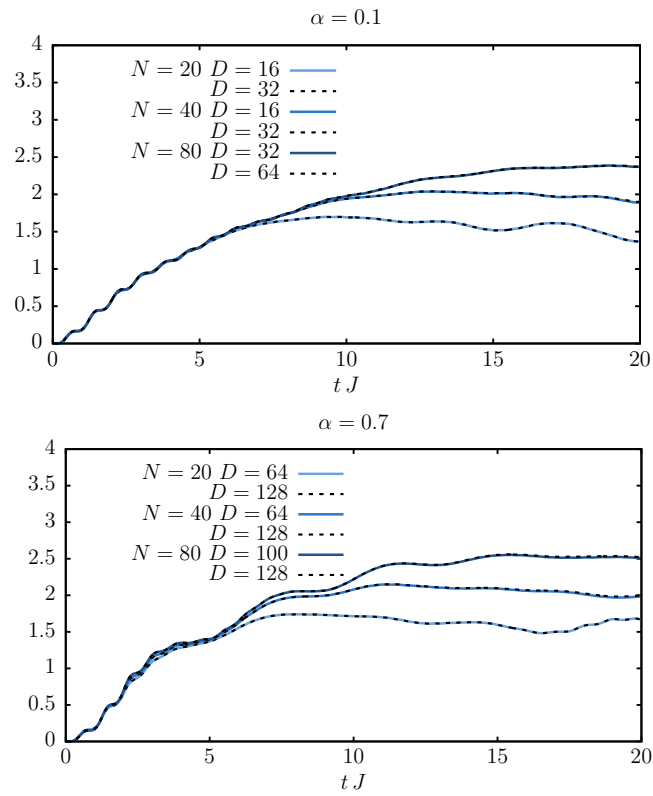 α = 0.1
4
3.5
3
2.5
2
1.5
1
0.5
0
N = 20 D = 16
D = 32
N = 40 D = 16
D = 32
N = 80 D = 32
D = 64
0 5 10 15 20
t J
α = 0.7
4
3.5
3
2.5
2
1.5
1
0.5
0
N = 20 D = 64
D = 128
N = 40 D = 64
D = 128
N = 80 D = 100
D = 128
0 5 10 15 20
t J